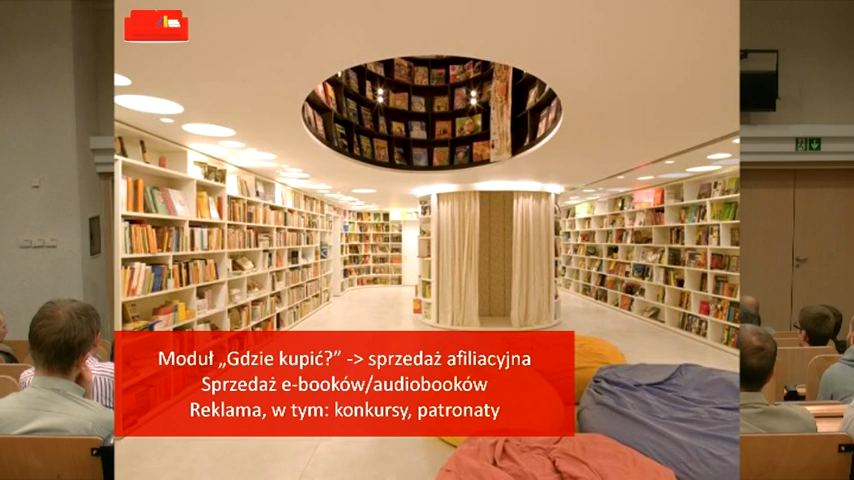 Moduł „Gdzie kupić?” -> sprzedaż afiliacyjna
Sprzedaż e-booków/audiobooków
Reklama, w tym: konkursy, patronaty